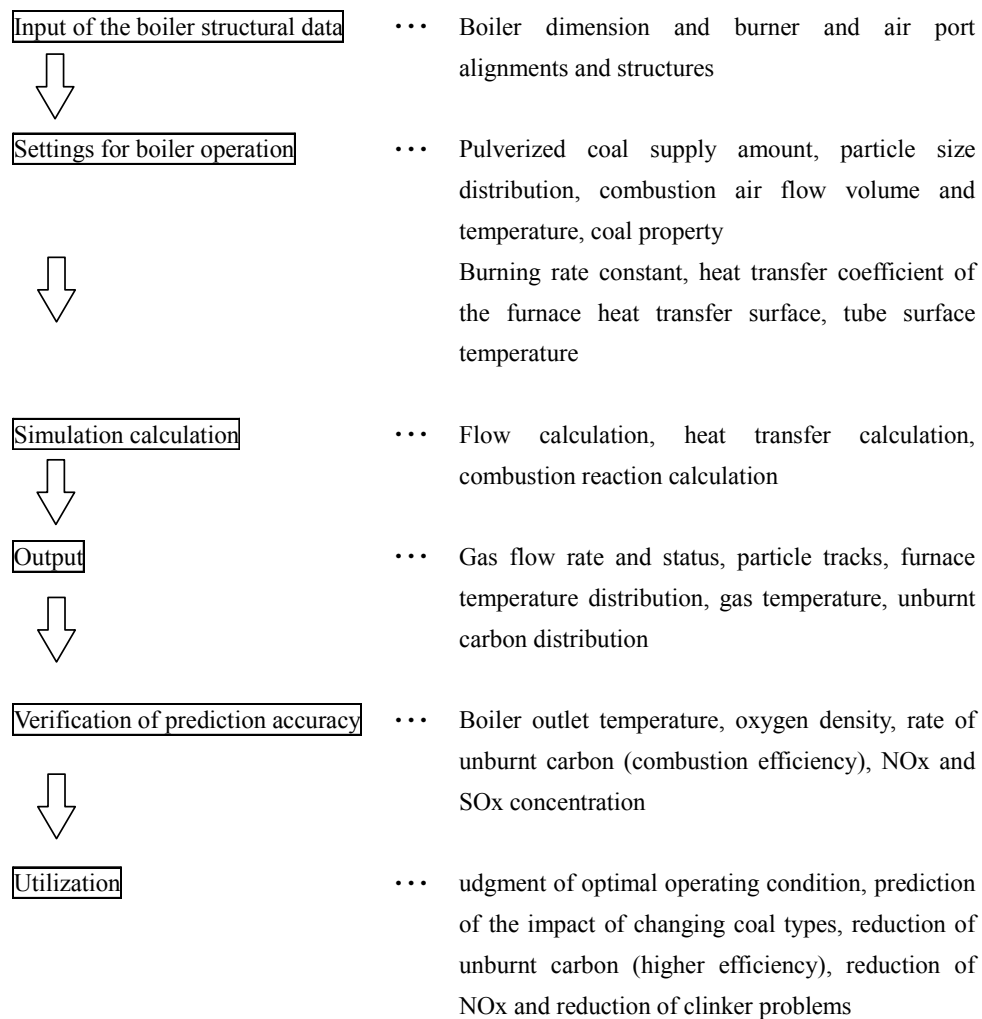 Input of the boiler structural data ··· Boiler dimension and burner and air port
alignments and structures
Settings for boiler operation ··· Pulverized coal supply amount, particle size
distribution, combustion air flow volume and
temperature, coal property
Burning rate constant, heat transfer coefficient of
the furnace heat transfer surface, tube surface
temperature
Simulation calculation ··· Flow calculation, heat transfer calculation,
combustion reaction calculation
Output ··· Gas flow rate and status, particle tracks, furnace
temperature distribution, gas temperature, unburnt
carbon distribution
Verification of prediction accuracy ··· Boiler outlet temperature, oxygen density, rate of
unburnt carbon (combustion efficiency), NOx and
SOx concentration
Utilization ··· udgment of optimal operating condition, prediction
of the impact of changing coal types, reduction of
unburnt carbon (higher efficiency), reduction of
NOx and reduction of clinker problems